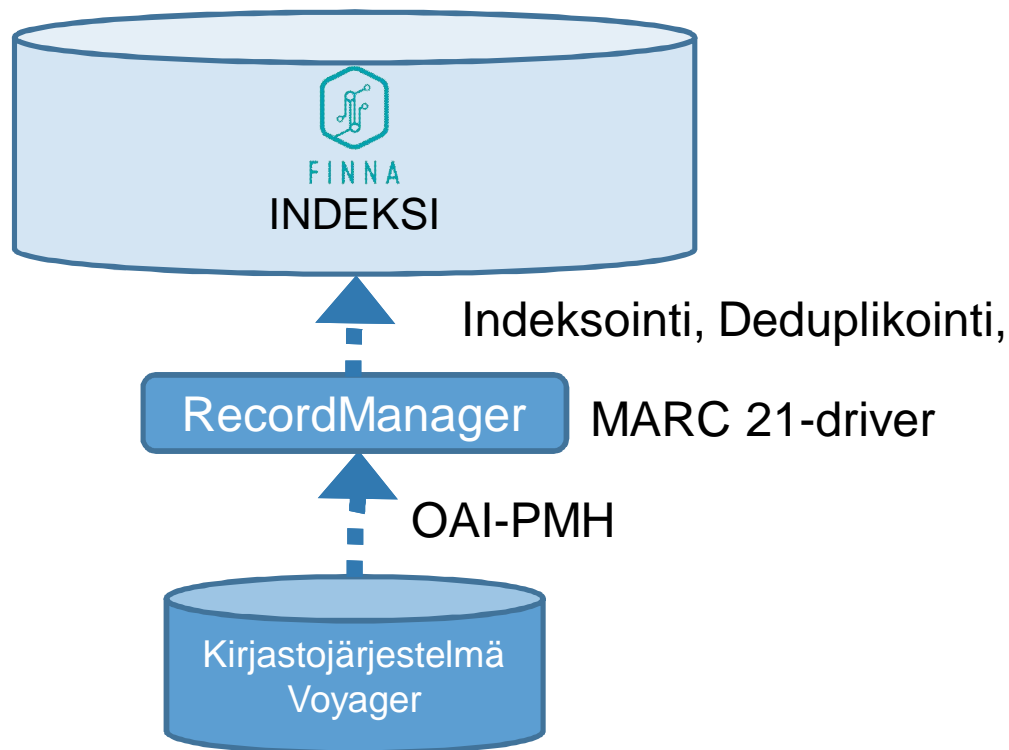 FINNA
INDEKSI
Indeksointi, Deduplikointi,
RecordManager
MARC 21-driver
OAI-PMH
Kirjastojärjestelmä
Voyager